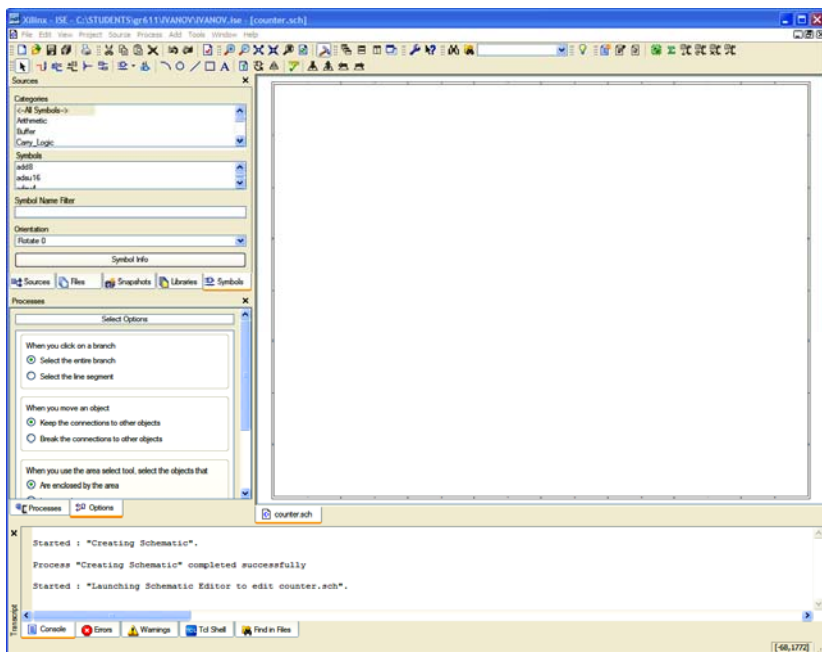 Xilinx - ISE - C:\STUDENTS\gr611\IVANOV\IVANOV.ise - [counter.sch]
File Edit View Project Source Process Add Tools Window Help
Sources
Categories
<--All Symbols-->
Arithmetic
Buffer
Carry_Logic
Symbols
add8
adsu16
adsu4
Symbol Name Filter
Orientation
Rotate 0
Symbol Info
Sources Files Snapshots Libraries Symbols
Processes
Select Options
When you click on a branch
Select the entire branch
Select the line segment
When you move an object
Keep the connections to other objects
Break the connections to other objects
When you use the area select tool, select the objects that
Are enclosed by the area
Processes Options
counter.sch
Started : "Creating Schematic".
Process "Creating Schematic" completed successfully
Started : "Launching Schematic Editor to edit counter.sch".
Transcript
Console Errors Warnings Tcl Shell Find in Files
[-68,1772]